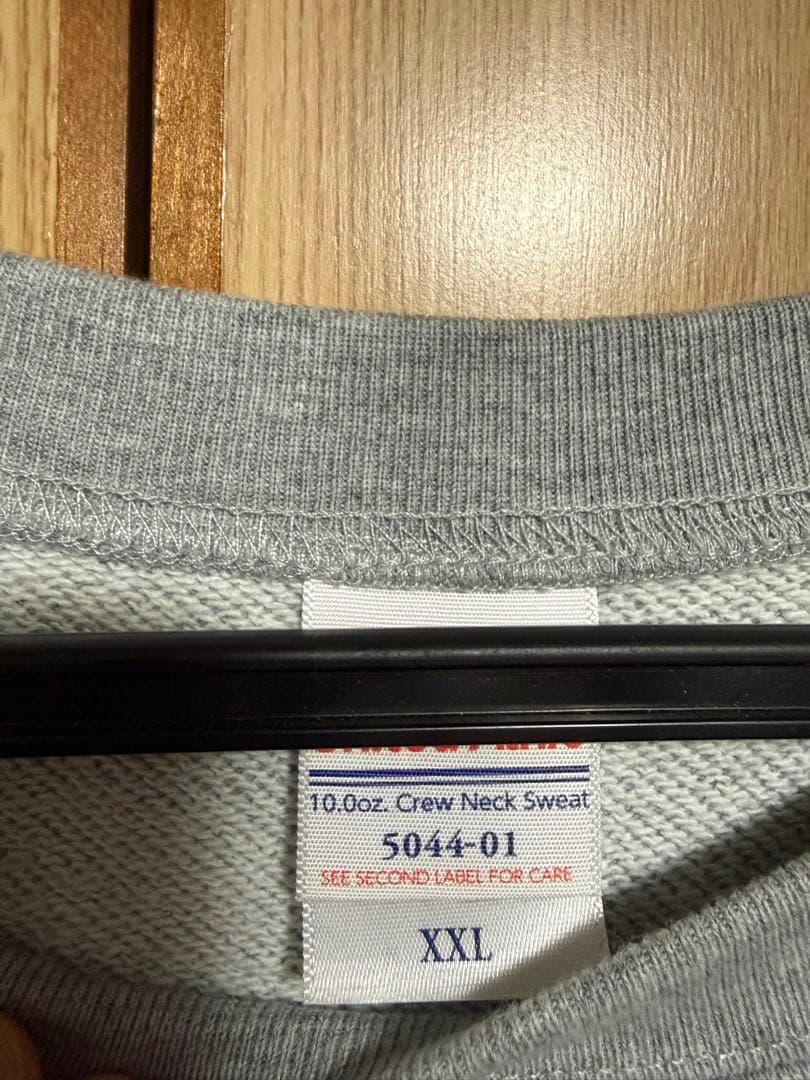 10.0oz. Crew Neck Sweat
5044-01
SEE SECOND LABEL FOR CARE
XXL